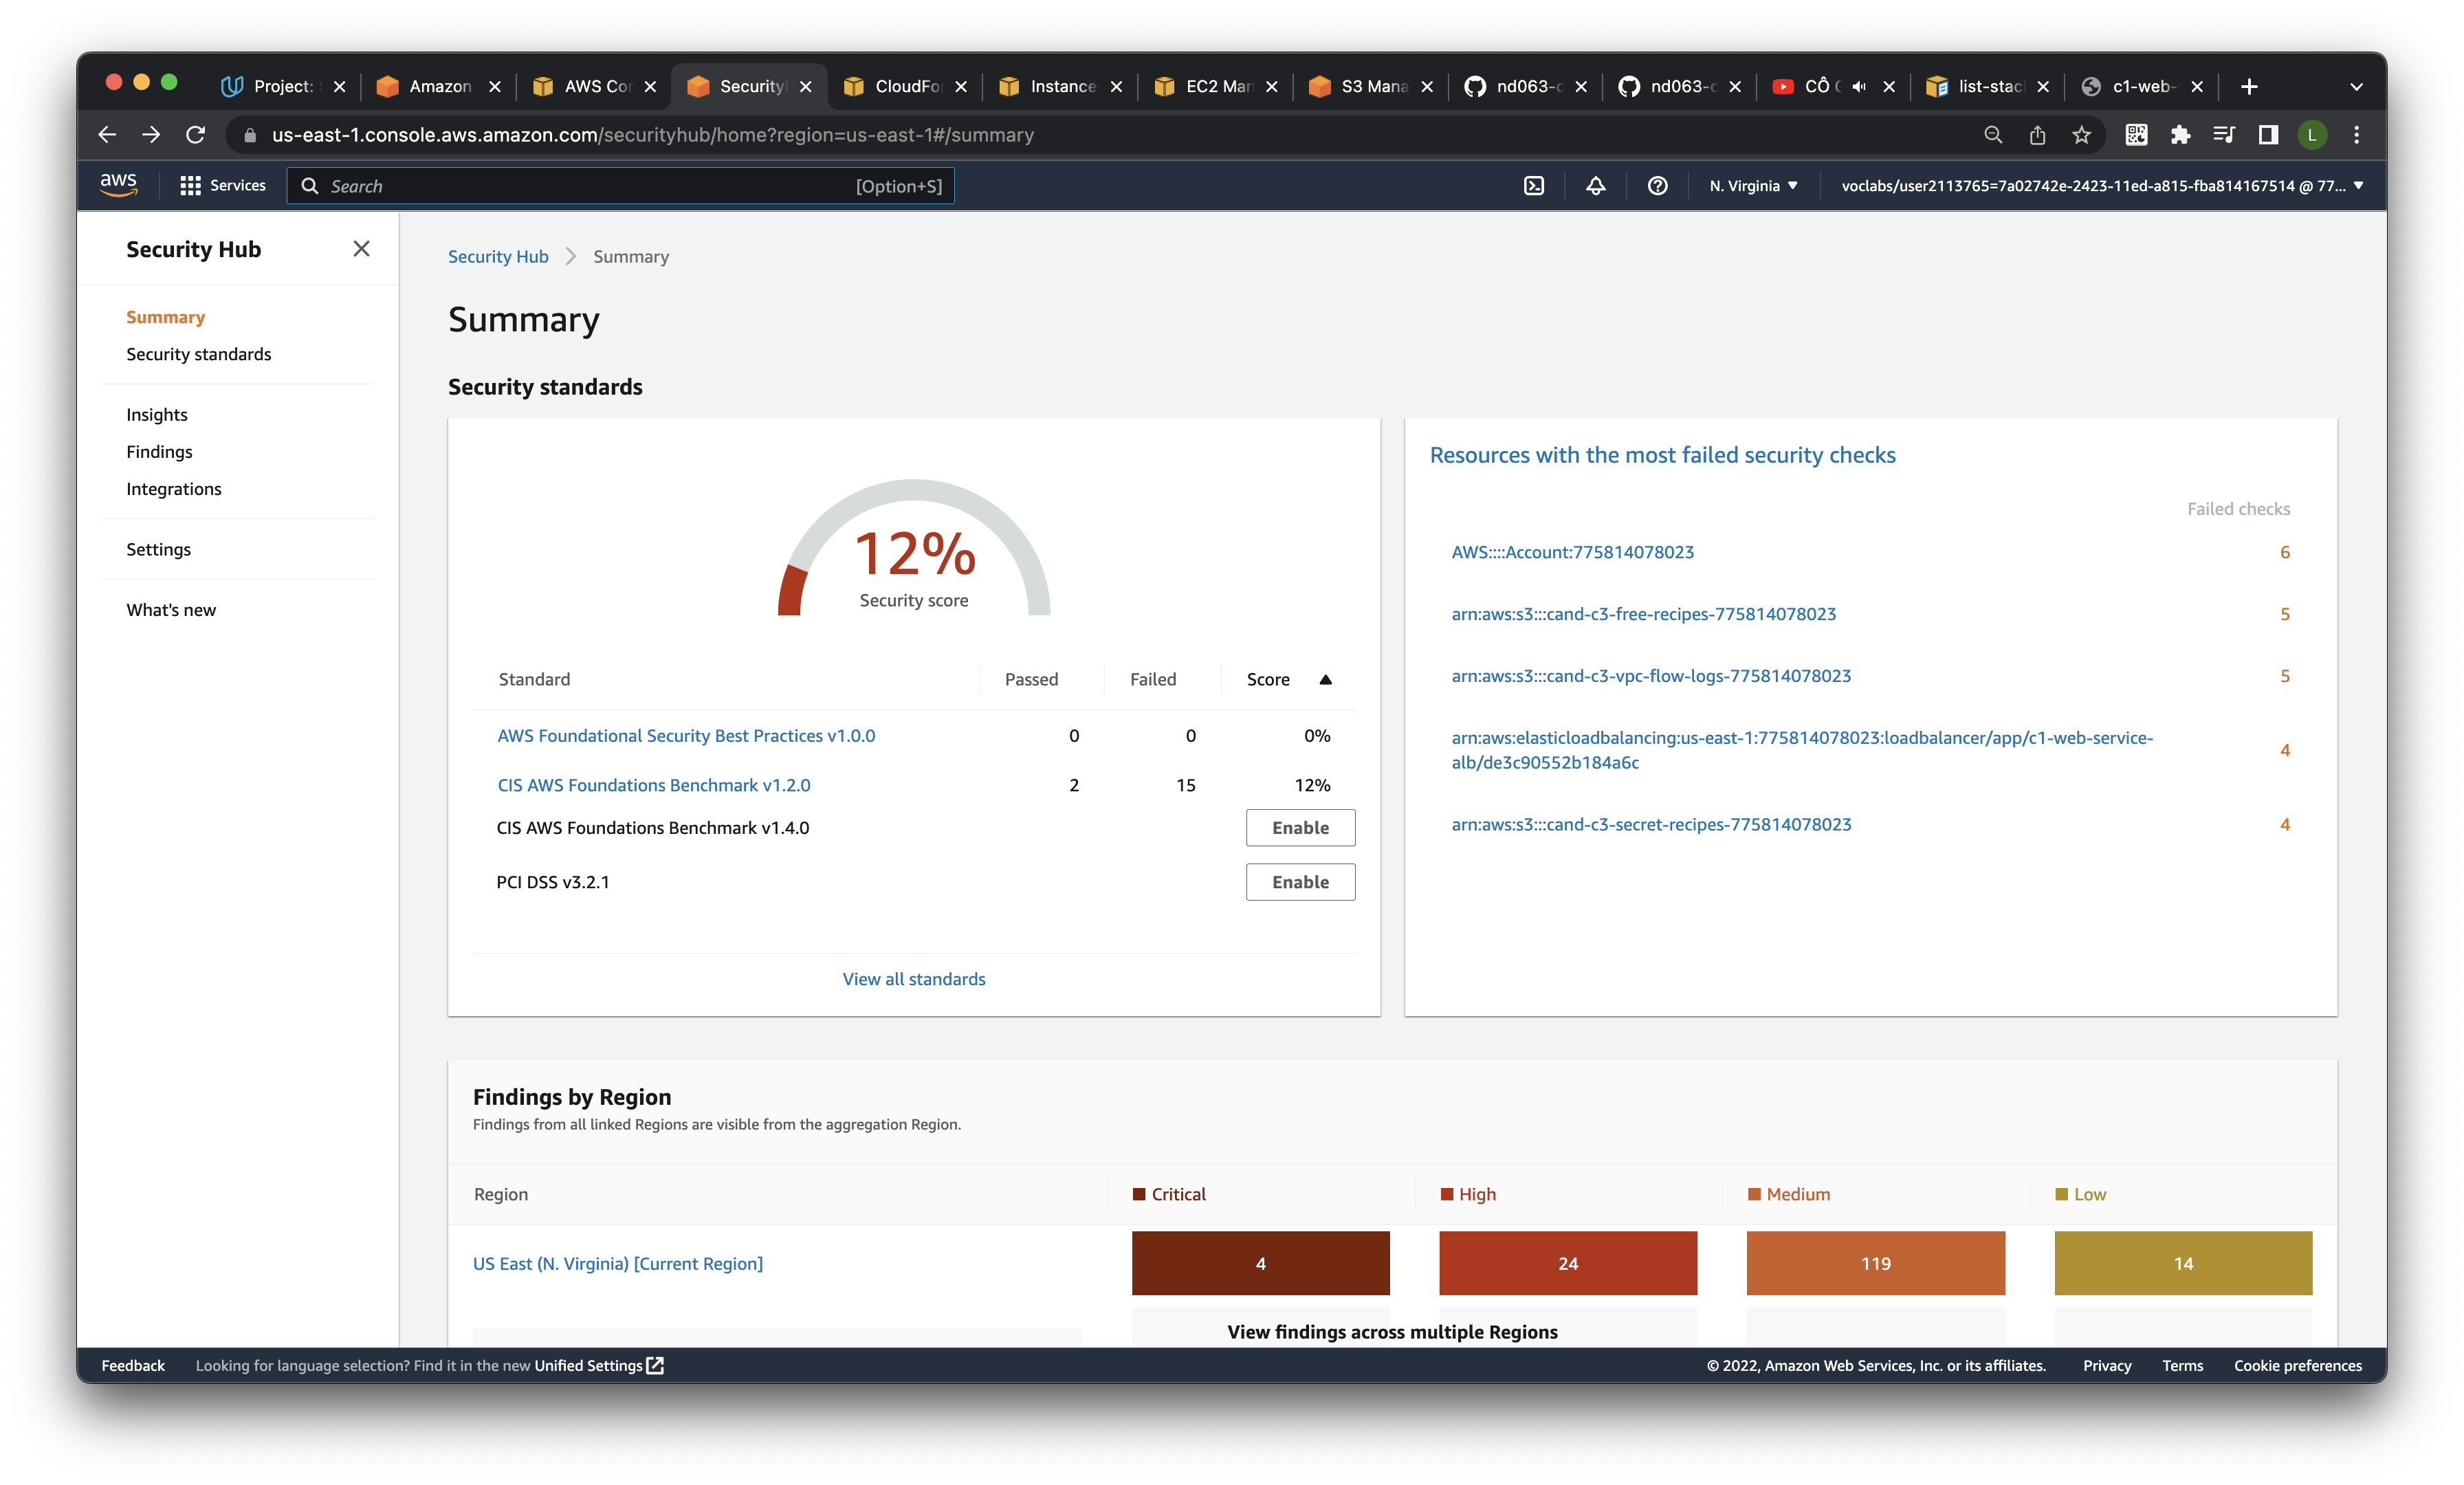 Project: Amazon AWS Cor Security CloudFo Instance EC2 Man S3 Mana nd063-c nd063-c CÔ list-stac c1-web-
us-east-1.console.aws.amazon.com/securityhub/home?region=us-east-1#/summary L
aws Services Search [Option+S] N. Virginia voclabs/user2113765=7a02742e-2423-11ed-a815-fba814167514 @ 77...
Security Hub
Summary
Security standards
Insights
Findings
Integrations
Settings
What's new
Security Hub Summary
Summary
Security standards
12%
Security score
Standard Passed Failed Score
AWS Foundational Security Best Practices v1.0.0 0 0 0%
CIS AWS Foundations Benchmark v1.2.0 2 15 12%
CIS AWS Foundations Benchmark v1.4.0 Enable
PCI DSS v3.2.1 Enable
View all standards
Resources with the most failed security checks
Failed checks
AWS::::Account:775814078023 6
arn:aws:s3:::cand-c3-free-recipes-775814078023 5
arn:aws:s3:::cand-c3-vpc-flow-logs-775814078023 5
arn:aws:elasticloadbalancing:us-east-1:775814078023:loadbalancer/app/c1-web-service-
alb/de3c90552b184a6c 4
arn:aws:s3:::cand-c3-secret-recipes-775814078023 4
Findings by Region
Findings from all linked Regions are visible from the aggregation Region.
Region Critical High Medium Low
US East (N. Virginia) [Current Region] 4 24 119 14
View findings across multiple Regions
Feedback Looking for language selection? Find it in the new Unified Settings © 2022, Amazon Web Services, Inc. or its affiliates. Privacy Terms Cookie preferences